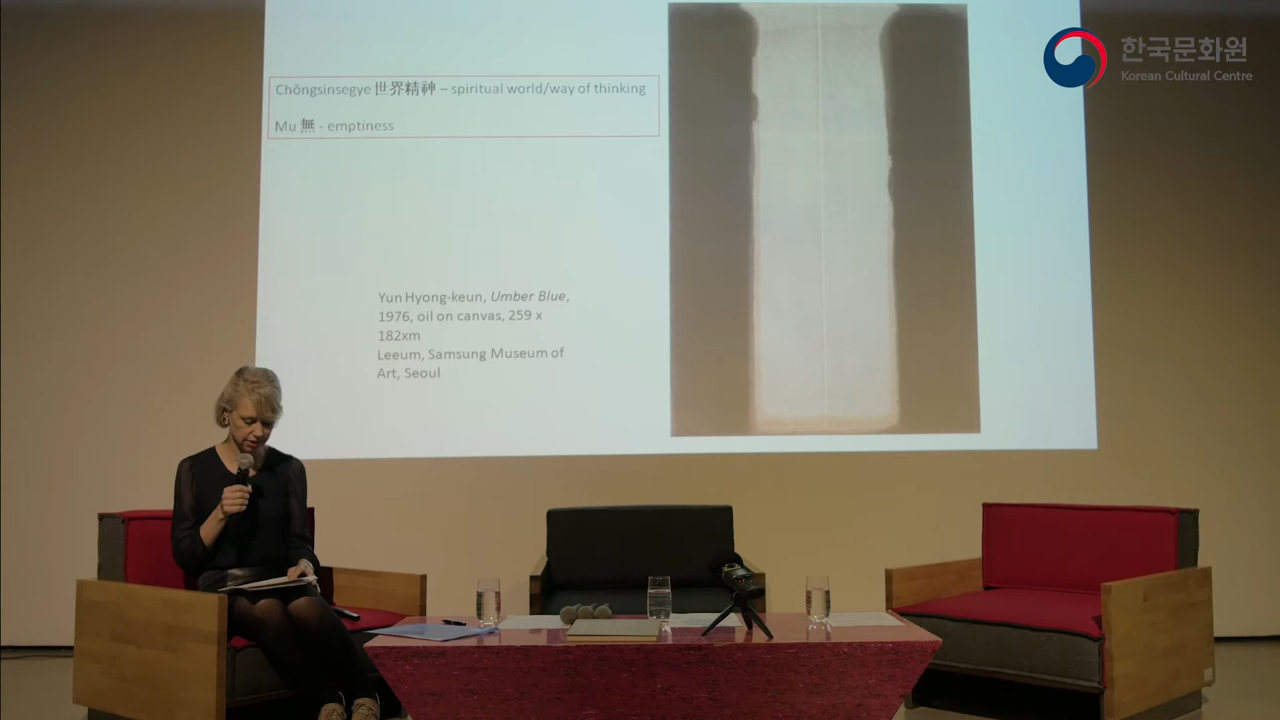 Chōngsinsegye 世界精神 – spiritual world/way of thinking
Mu 無 - emptiness
Yun Hyong-keun, Umber Blue,
1976, oil on canvas, 259 x
182xm
Leeum, Samsung Museum of
Art, Seoul
한국문화원
Korean Cultural Centre